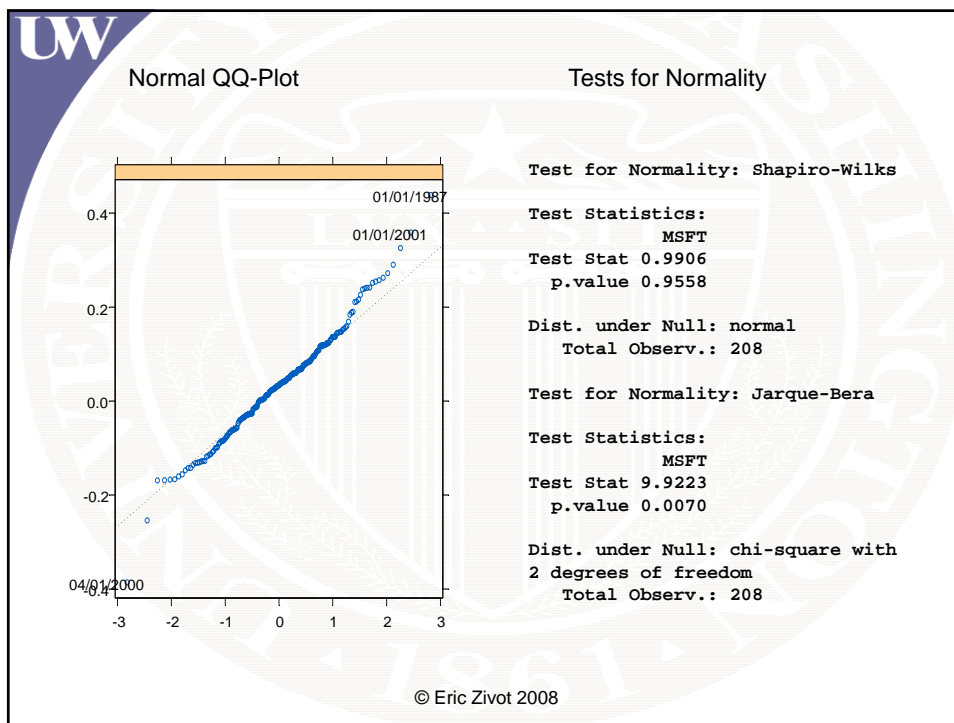 UW
Normal QQ-Plot
Tests for Normality
01/01/1987
01/01/2001
04/01/2000
0.4
0.2
0.0
-0.2
-0.4
-3 -2 -1 0 1 2 3
Test for Normality: Shapiro-Wilks
Test Statistics:
MSFT
Test Stat 0.9906
p.value 0.9558
Dist. under Null: normal
Total Observ.: 208
Test for Normality: Jarque-Bera
Test Statistics:
MSFT
Test Stat 9.9223
p.value 0.0070
Dist. under Null: chi-square with
2 degrees of freedom
Total Observ.: 208
© Eric Zivot 2008
1861